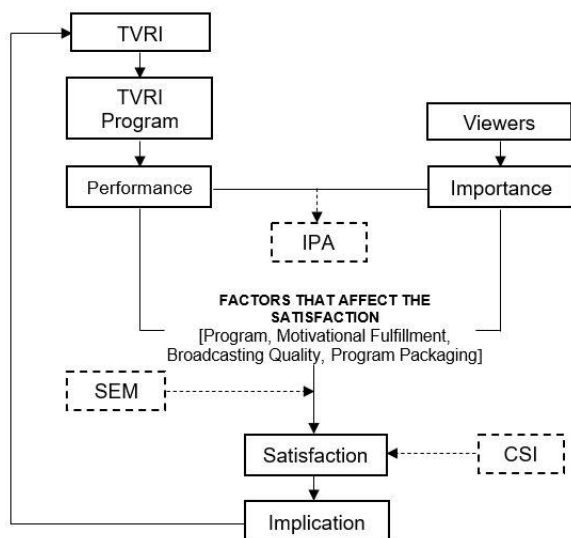 TVRI
TVRI
Program
Viewers
Performance
Importance
IPA
FACTORS THAT AFFECT THE
SATISFACTION
[Program, Motivational Fulfillment,
Broadcasting Quality, Program Packaging]
SEM
Satisfaction
CSI
Implication